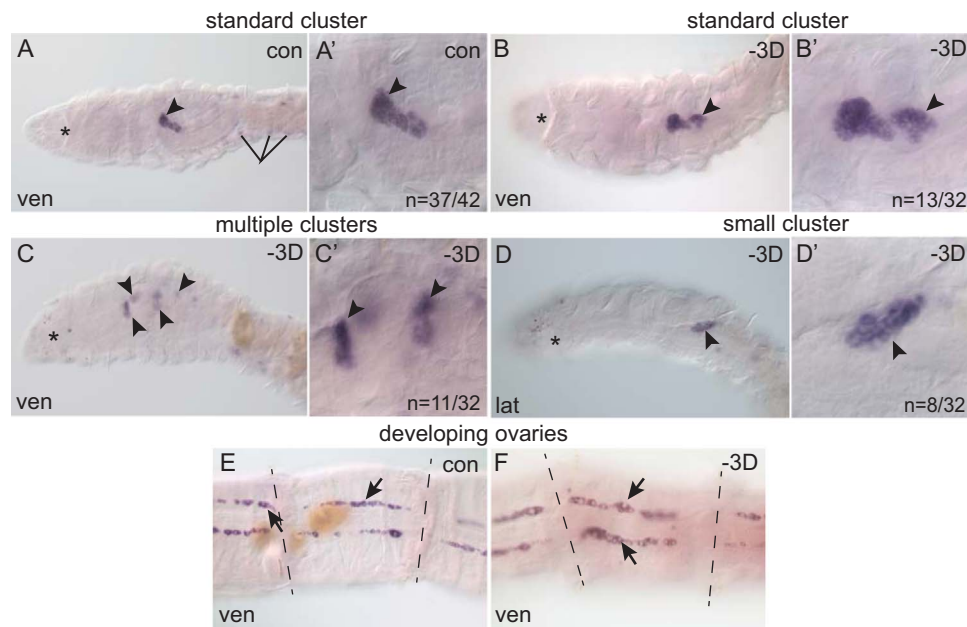 standard cluster
standard cluster
A con A' con B -3D B' -3D
*
*
ven n=37/42 ven n=13/32
multiple clusters
small cluster
C -3D C' -3D D -3D D' -3D
*
*
ven n=11/32 lat n=8/32
developing ovaries
E con F -3D
ven ven